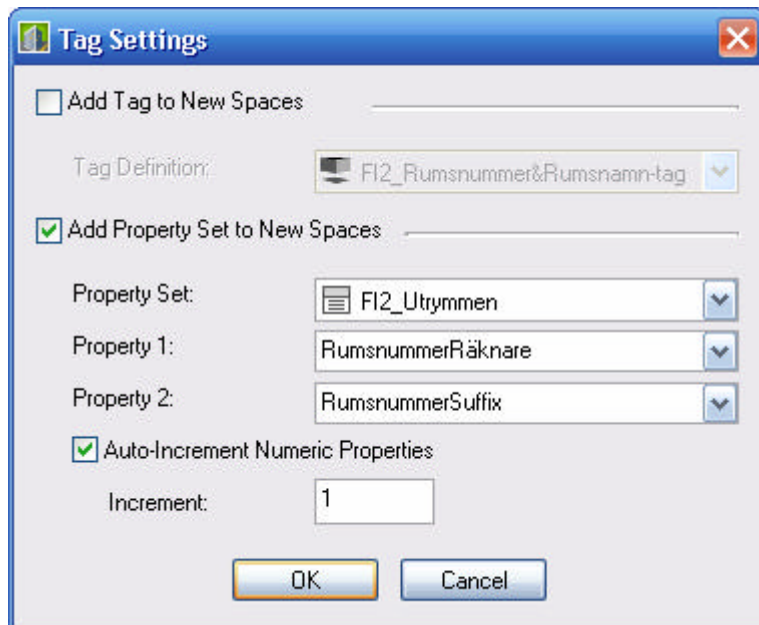 Tag Settings
Add Tag to New Spaces
Tag Definition: FI2_Rumsnummer&Rumsnamn-tag
Add Property Set to New Spaces
Property Set: FI2_Utrymmen
Property 1: RumsnummerRäknare
Property 2: RumsnummerSuffix
Auto-Increment Numeric Properties
Increment: 1
OK Cancel